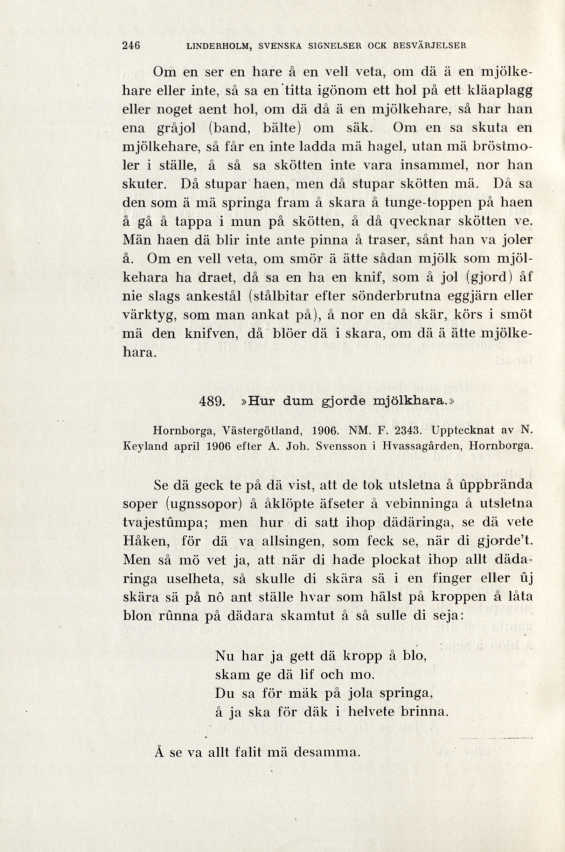 246 LINDERHOLM, SVENSKA SIGNELSER OCK BESVÄRJELSER
Om en ser en hare å en vell veta, om dä ä en mjölke-
hare eller inte, så sa en titta igönom ett hol på ett kläaplagg
eller noget aent hol, om dä då ä en mjölkehare, så har han
ena gråjol (band, bälte) om säk. Om en sa skuta en
mjölkehare, så får en inte ladda mä hagel, utan mä bröstmo-
ler i ställe, å så sa skötten inte vara insammel, nor han
skuter. Då stupar haen, men då stupar skötten mä. Då sa
den som ä mä springa fram å skara å tunge-toppen på haen
å gå å tappa i mun på skötten, å då qvecknar skötten ve.
Män haen dä blir inte ante pinna å traser, sånt han va joler
å. Om en vell veta, om smör ä ätte sådan mjölk som mjöl-
kehara ha draet, då sa en ha en knif, som å jol (gjord) åf
nie slags ankestål (stålbitar efter sönderbrutna eggjärn eller
värktyg, som man ankat på), å nor en då skär, körs i smöt
mä den knifven, då blöer dä i skara, om dä ä ätte mjölke-
hara.
489. »Hur dum gjorde mjölkhara.»
Hornborga, Västergötland, 1906. NM. F. 2343. Upptecknat av N.
Keyland april 1906 efter A. Joh. Svensson i Hvassagården, Hornborga.
Se dä geck te på dä vist, att de tok utsletna å ûppbrända
soper (ugnssopor) å åklöpte äfseter å vebinninga å utsletna
tvajestûmpa; men hur di satt ihop dädäringa, se dä vete
Håken, för dä va allsingen, som feck se, när di gjorde't.
Men så mö vet ja, att när di hade plockat ihop allt däda-
ringa uselheta, så skulle di skära sä i en finger eller ûj
skära sä på nô ant ställe hvar som hälst på kroppen å låta
blon rûnna på dädara skamtut å så sulle di seja:
Nu har ja gett dä kropp å blo,
skam ge dä lif och mo.
Du sa för mäk på jola springa,
å ja ska för däk i helvete brinna.
Å se va allt falit mä desamma.